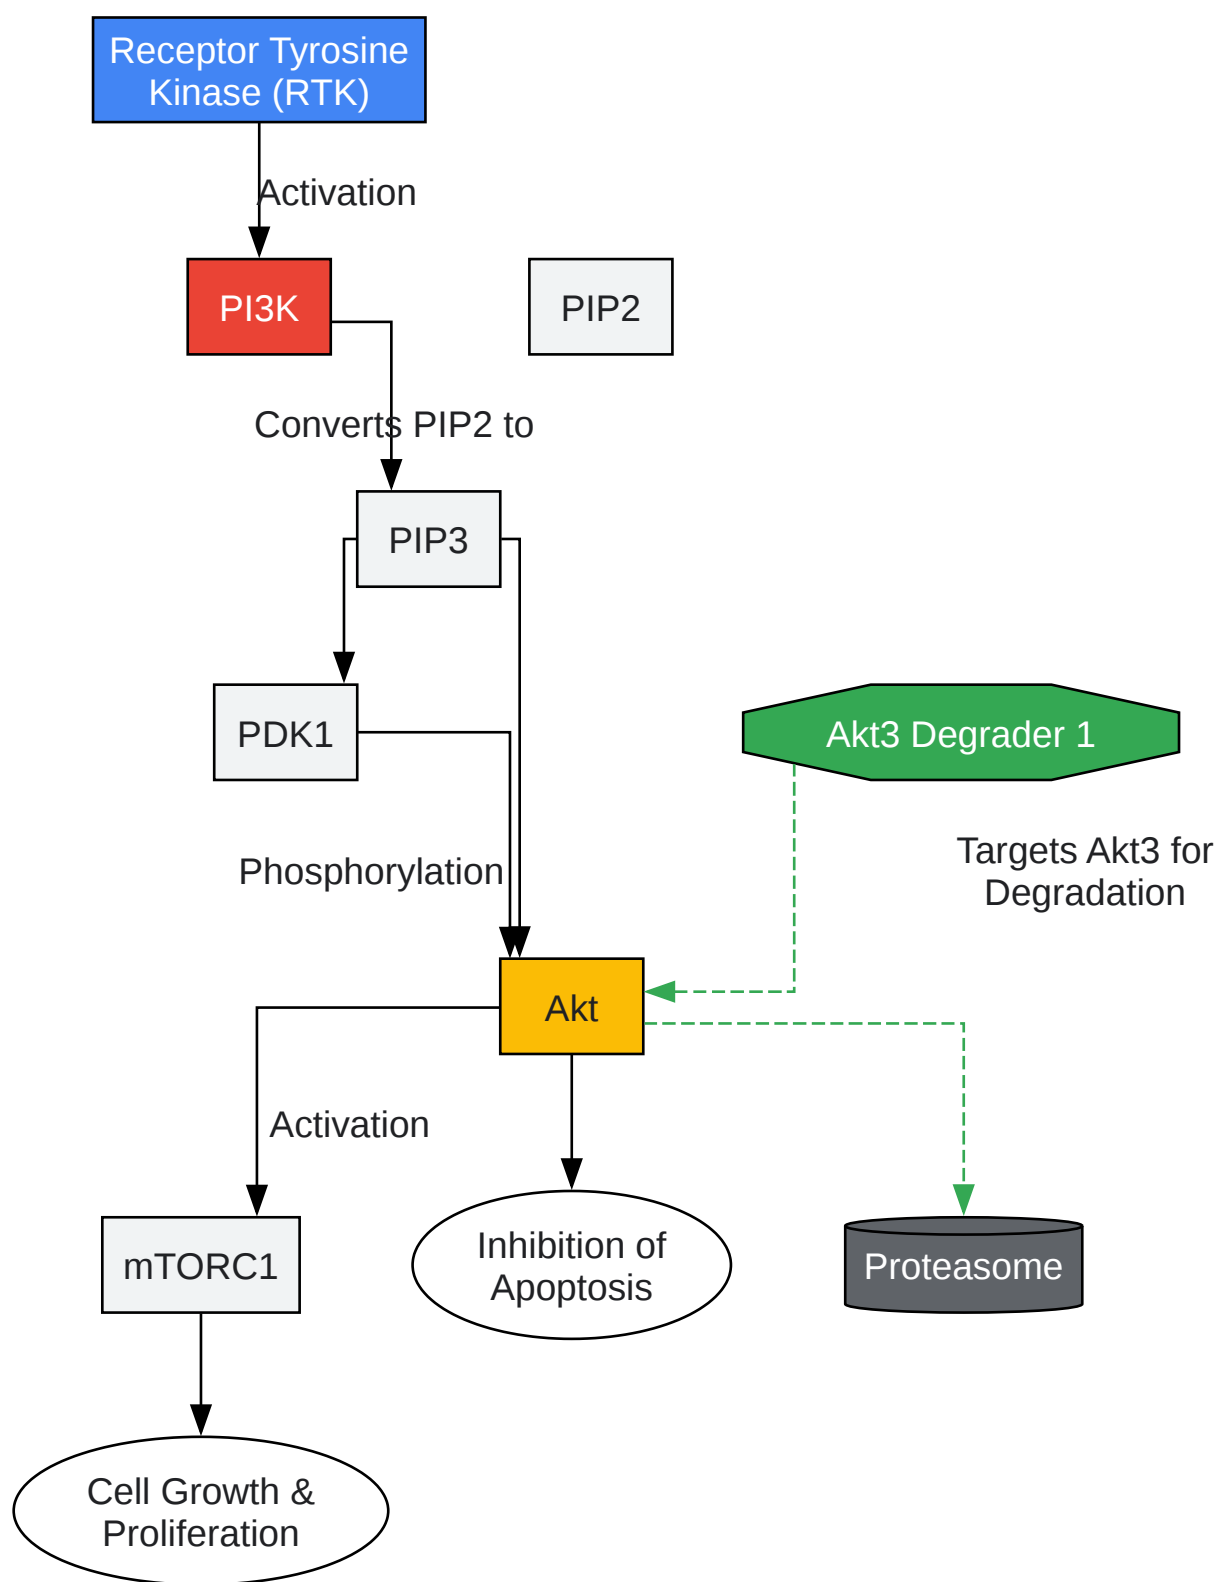 Receptor Tyrosine
Kinase (RTK)
Activation
PI3K
PIP2
Converts PIP2 to
PIP3
PDK1
Akt3 Degrader 1
Phosphorylation
Targets Akt3 for
Degradation
Akt
Activation
mTORC1
Inhibition of
Apoptosis
Proteasome
Cell Growth &
Proliferation